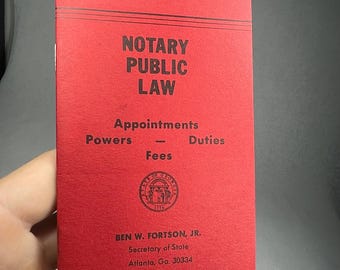 NOTARY
PUBLIC
LAW
Appointments
Powers — Duties
Fees
BEN W. FORTSON, JR.
Secretary of State
Atlanta, Ga. 30334